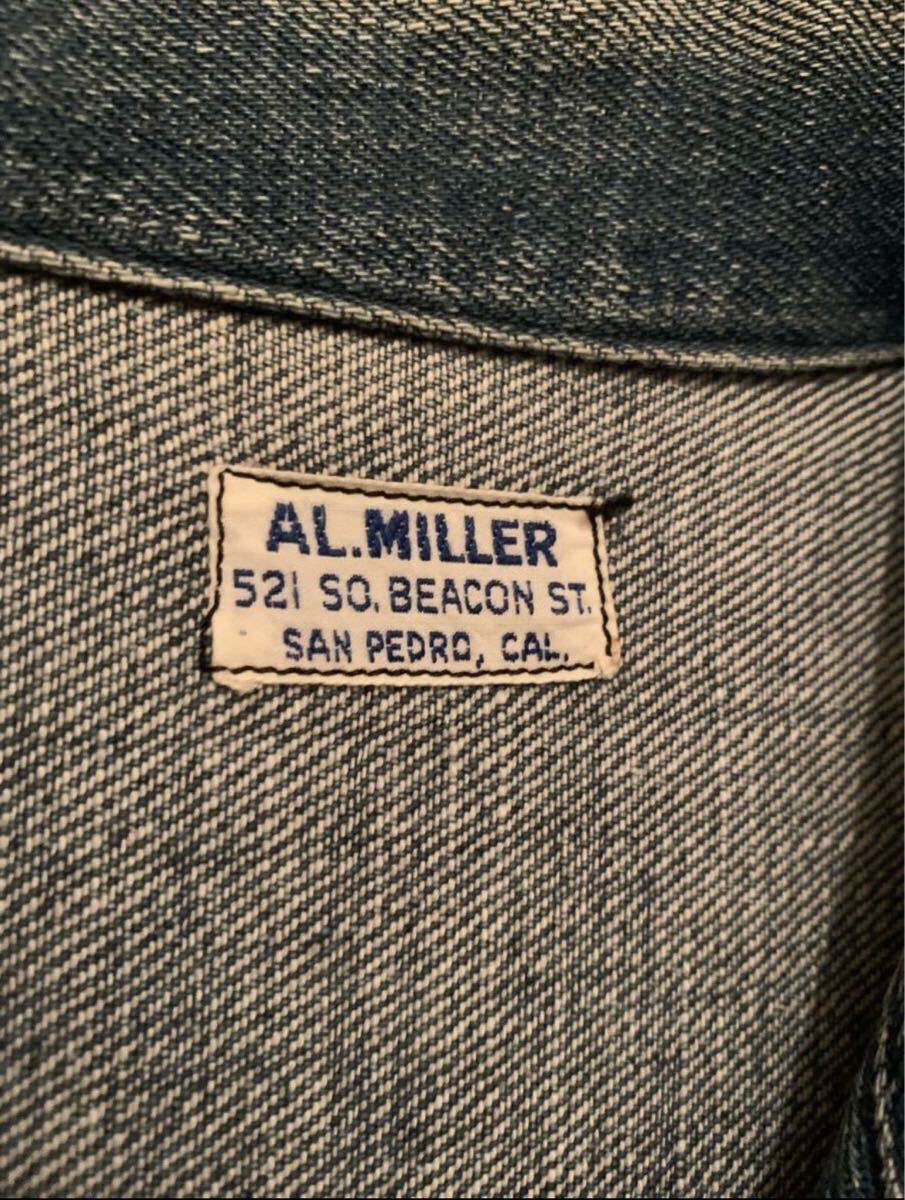 AL.MILLER
521 SO. BEACON ST.
SAN PEDRO, CAL.